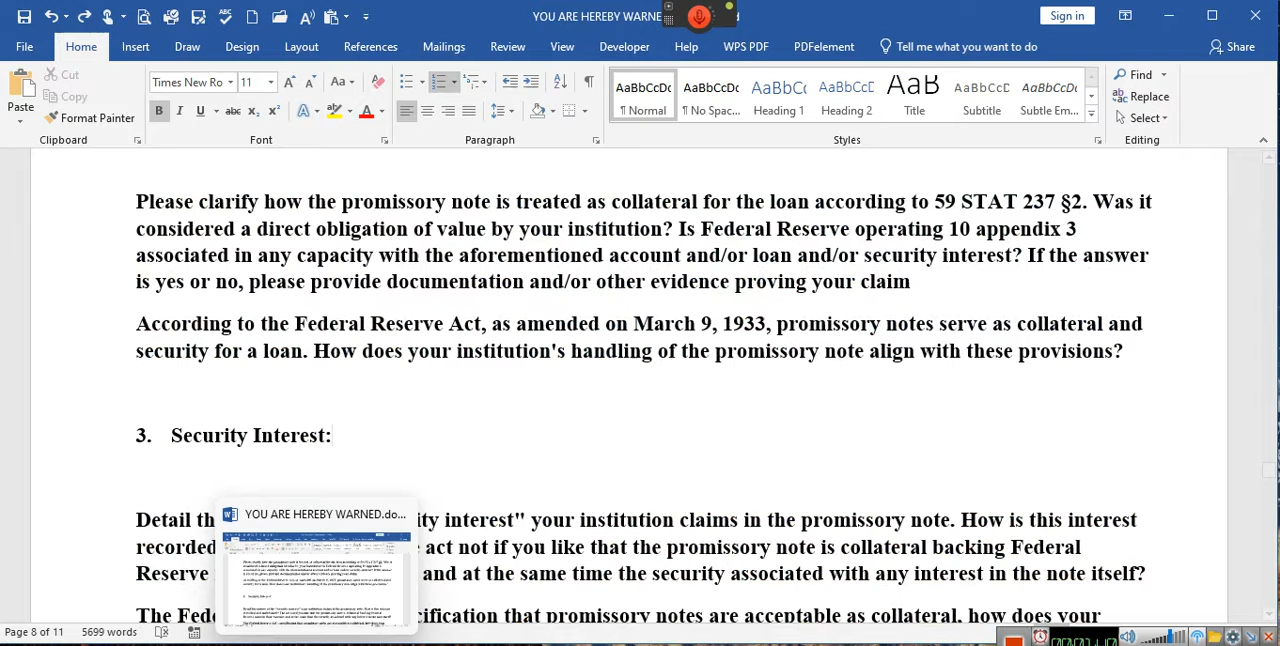 YOU ARE HEREBY WARNED
Sign in
File Home Insert Draw Design Layout References Mailings Review View Developer Help WPS PDF PDFelement Tell me what you want to do Share
Paste Cut Copy Format Painter
Times New Ro 11
AaBbCcDc AaBbCcDc AaBbCc AaBbCcE AaB AaBbCcD AaBbCcDc
¶ Normal ¶ No Spac... Heading 1 Heading 2 Title Subtitle Subtle Em...
Find Replace Select
Clipboard Font Paragraph Styles Editing
Please clarify how the promissory note is treated as collateral for the loan according to 59 STAT 237 §2. Was it
considered a direct obligation of value by your institution? Is Federal Reserve operating 10 appendix 3
associated in any capacity with the aforementioned account and/or loan and/or security interest? If the answer
is yes or no, please provide documentation and/or other evidence proving your claim
According to the Federal Reserve Act, as amended on March 9, 1933, promissory notes serve as collateral and
security for a loan. How does your institution's handling of the promissory note align with these provisions?
3. Security Interest:
YOU ARE HEREBY WARNED.do...
Detail th ity interest" your institution claims in the promissory note. How is this interest
recorded act not if you like that the promissory note is collateral backing Federal
Reserve and at the same time the security associated with any interest in the note itself?
The Fede cification that promissory notes are acceptable as collateral, how does your
Page 8 of 11 5699 words